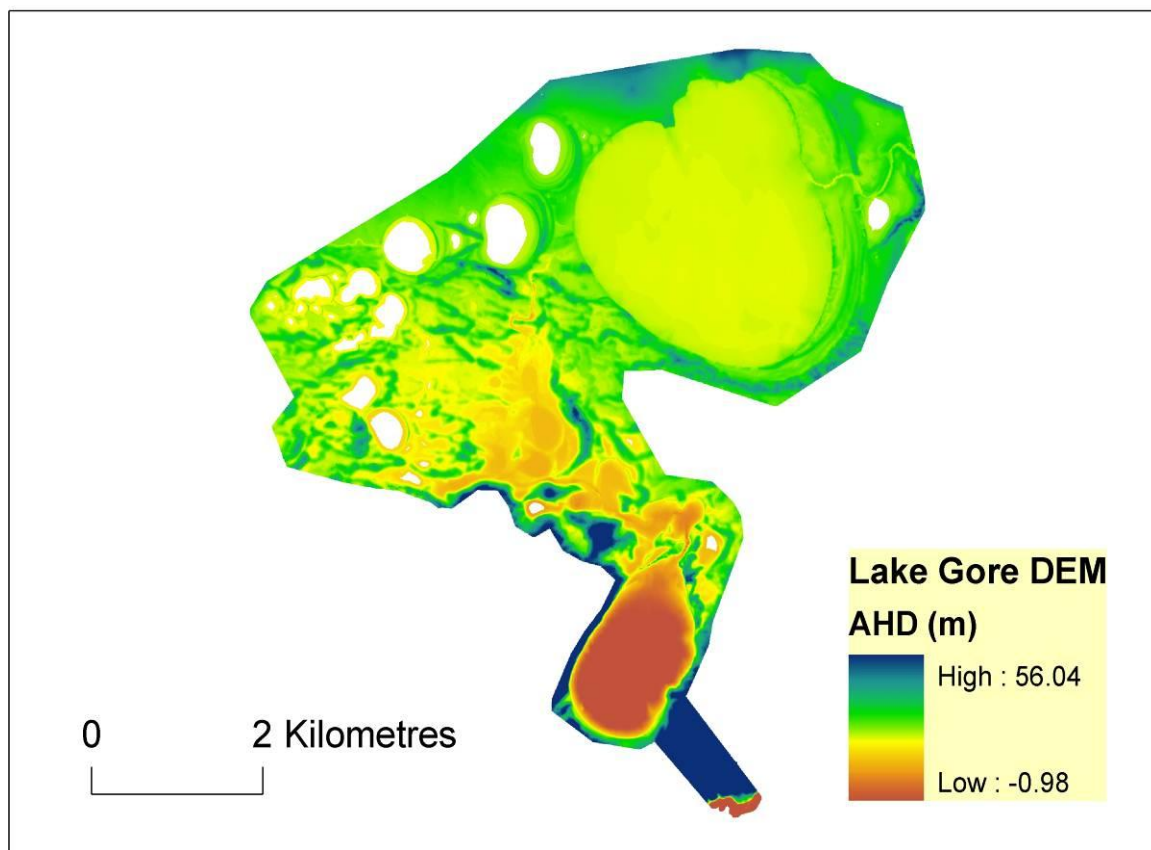 Lake Gore DEM
AHD (m)
High : 56.04
Low : -0.98
0 2 Kilometres